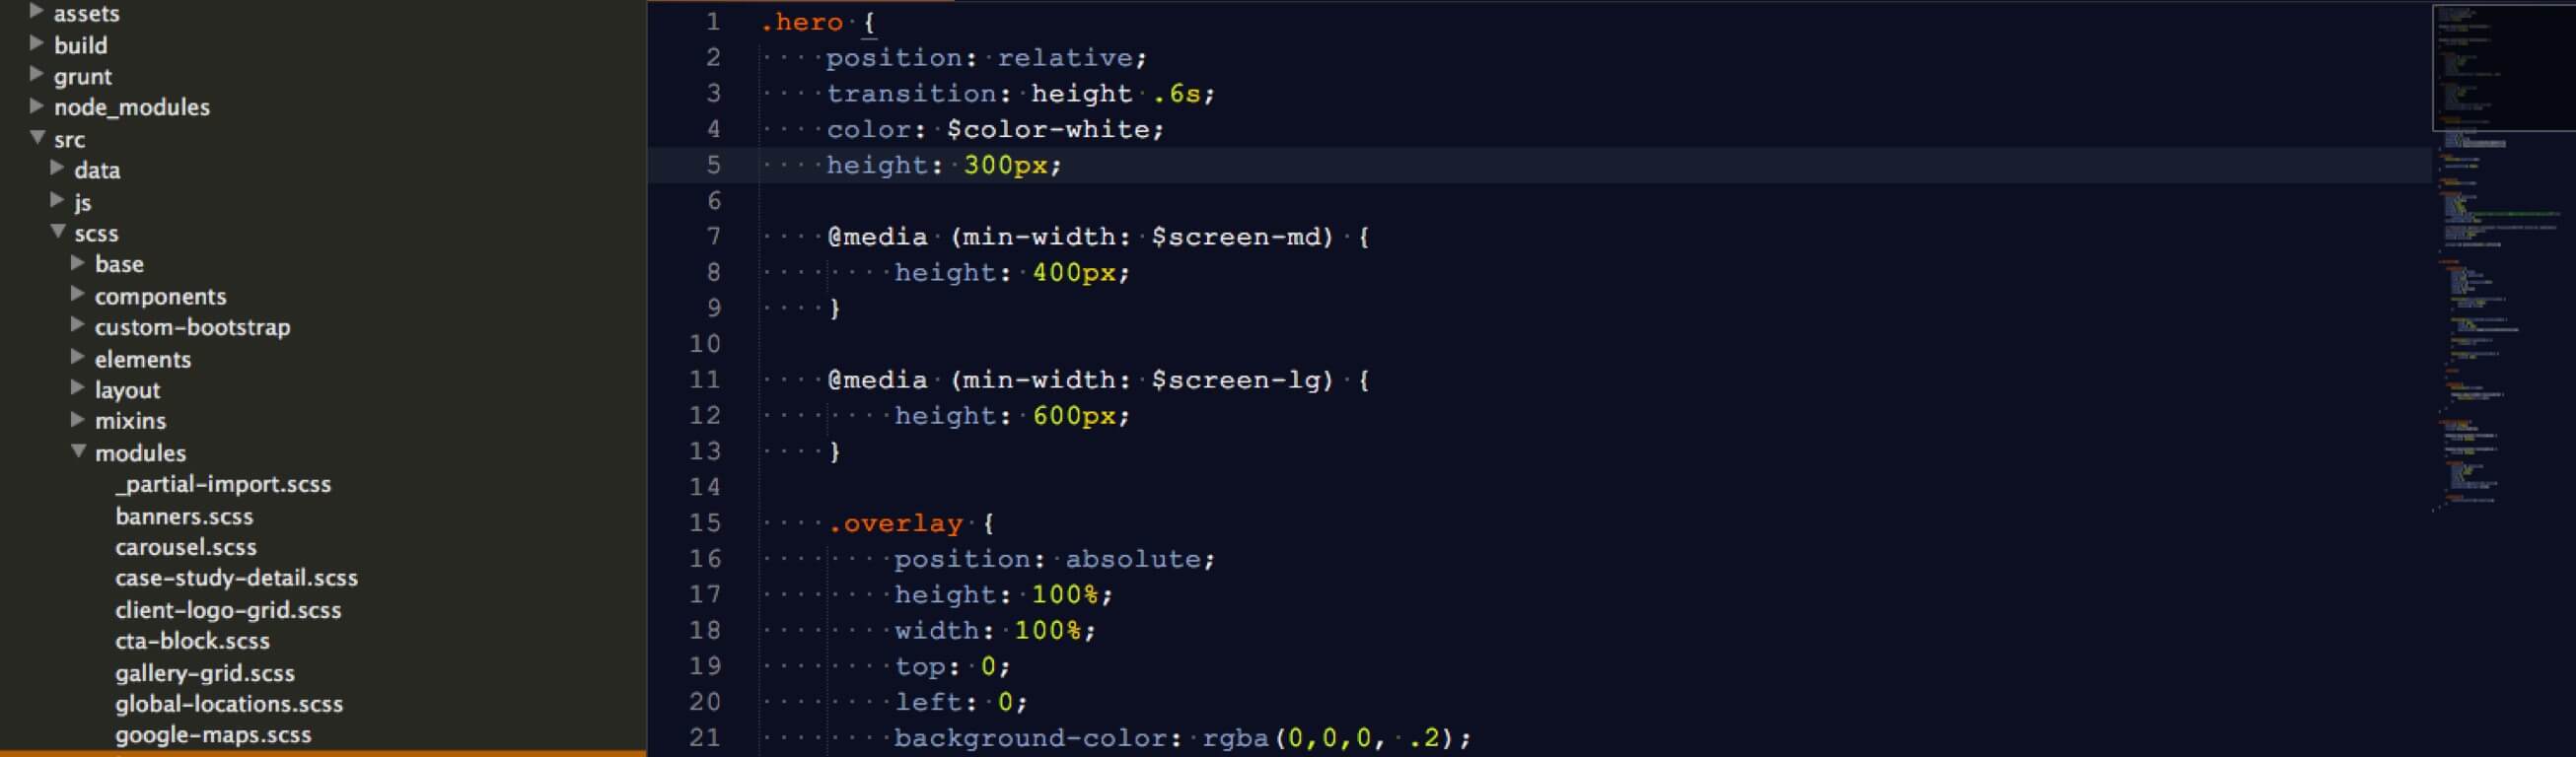 assets
build
grunt
node_modules
src
data
js
scss
base
components
custom-bootstrap
elements
layout
mixins
modules
_partial-import.scss
banners.scss
carousel.scss
case-study-detail.scss
client-logo-grid.scss
cta-block.scss
gallery-grid.scss
global-locations.scss
google-maps.scss
1 .hero {
2     position: relative;
3     transition: height .6s;
4     color: $color-white;
5     height: 300px;
6
7     @media (min-width: $screen-md) {
8         height: 400px;
9     }
10
11     @media (min-width: $screen-lg) {
12         height: 600px;
13     }
14
15     .overlay {
16         position: absolute;
17         height: 100%;
18         width: 100%;
19         top: 0;
20         left: 0;
21         background-color: rgba(0,0,0, .2);